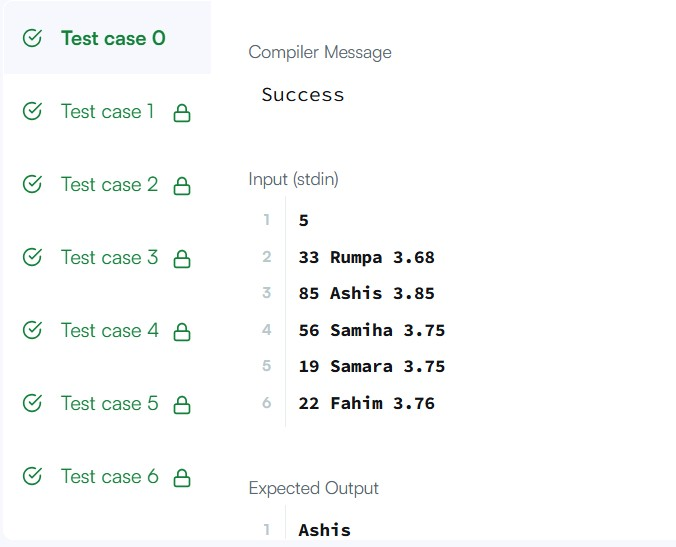 Test case 0
Test case 1
Test case 2
Test case 3
Test case 4
Test case 5
Test case 6
Compiler Message
Success
Input (stdin)
1 5
2 33 Rumpa 3.68
3 85 Ashis 3.85
4 56 Samiha 3.75
5 19 Samara 3.75
6 22 Fahim 3.76
Expected Output
1 Ashis